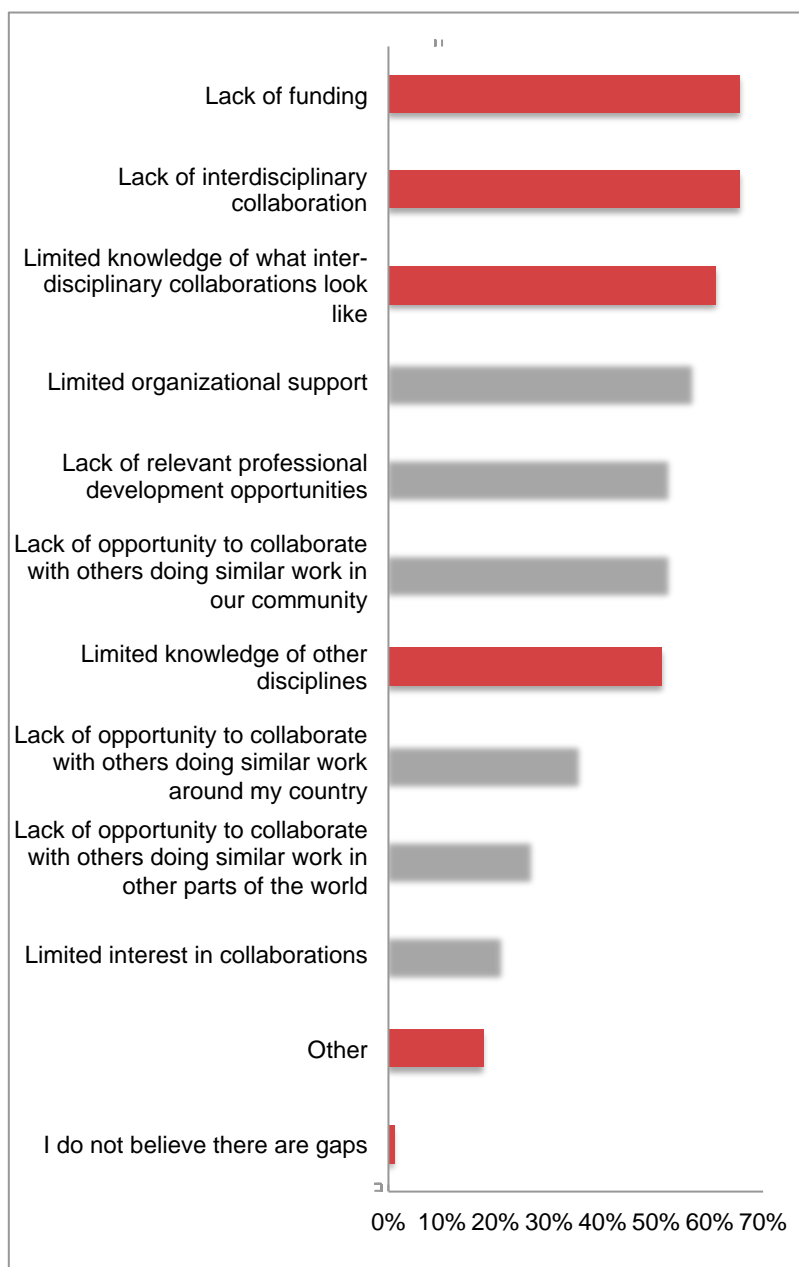 Lack of funding
Lack of interdisciplinary
collaboration
Limited knowledge of what inter-
disciplinary collaborations look
like
Limited organizational support
Lack of relevant professional
development opportunities
Lack of opportunity to collaborate
with others doing similar work in
our community
Limited knowledge of other
disciplines
Lack of opportunity to collaborate
with others doing similar work
around my country
Lack of opportunity to collaborate
with others doing similar work in
other parts of the world
Limited interest in collaborations
Other
I do not believe there are gaps
0% 10% 20% 30% 40% 50% 60% 70%